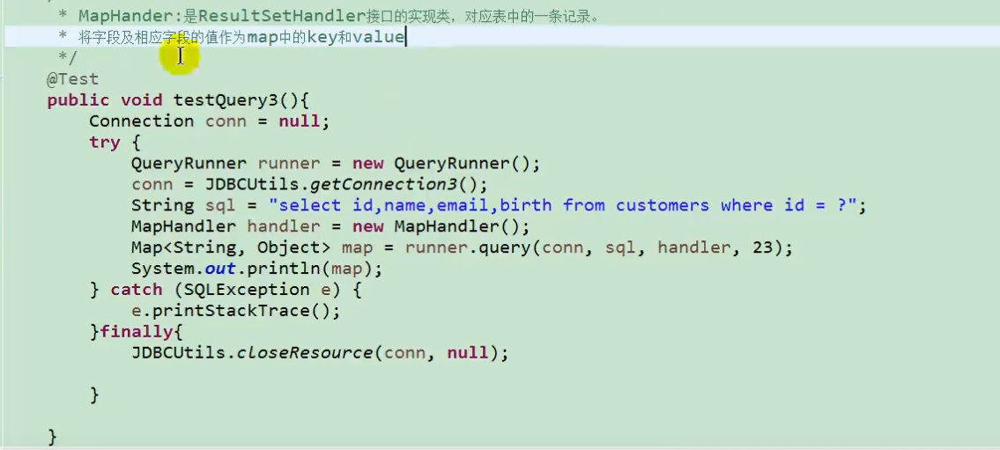 * MapHander:是ResultSetHandler接口的实现类，对应表中的一条记录。
* 将字段及相应字段的值作为map中的key和value
*/
@Test
public void testQuery3(){
Connection conn = null;
try {
QueryRunner runner = new QueryRunner();
conn = JDBCUtils.getConnection3();
String sql = "select id,name,email,birth from customers where id = ?";
MapHandler handler = new MapHandler();
Map<String, Object> map = runner.query(conn, sql, handler, 23);
System.out.println(map);
} catch (SQLException e) {
e.printStackTrace();
}finally{
JDBCUtils.closeResource(conn, null);
}
}